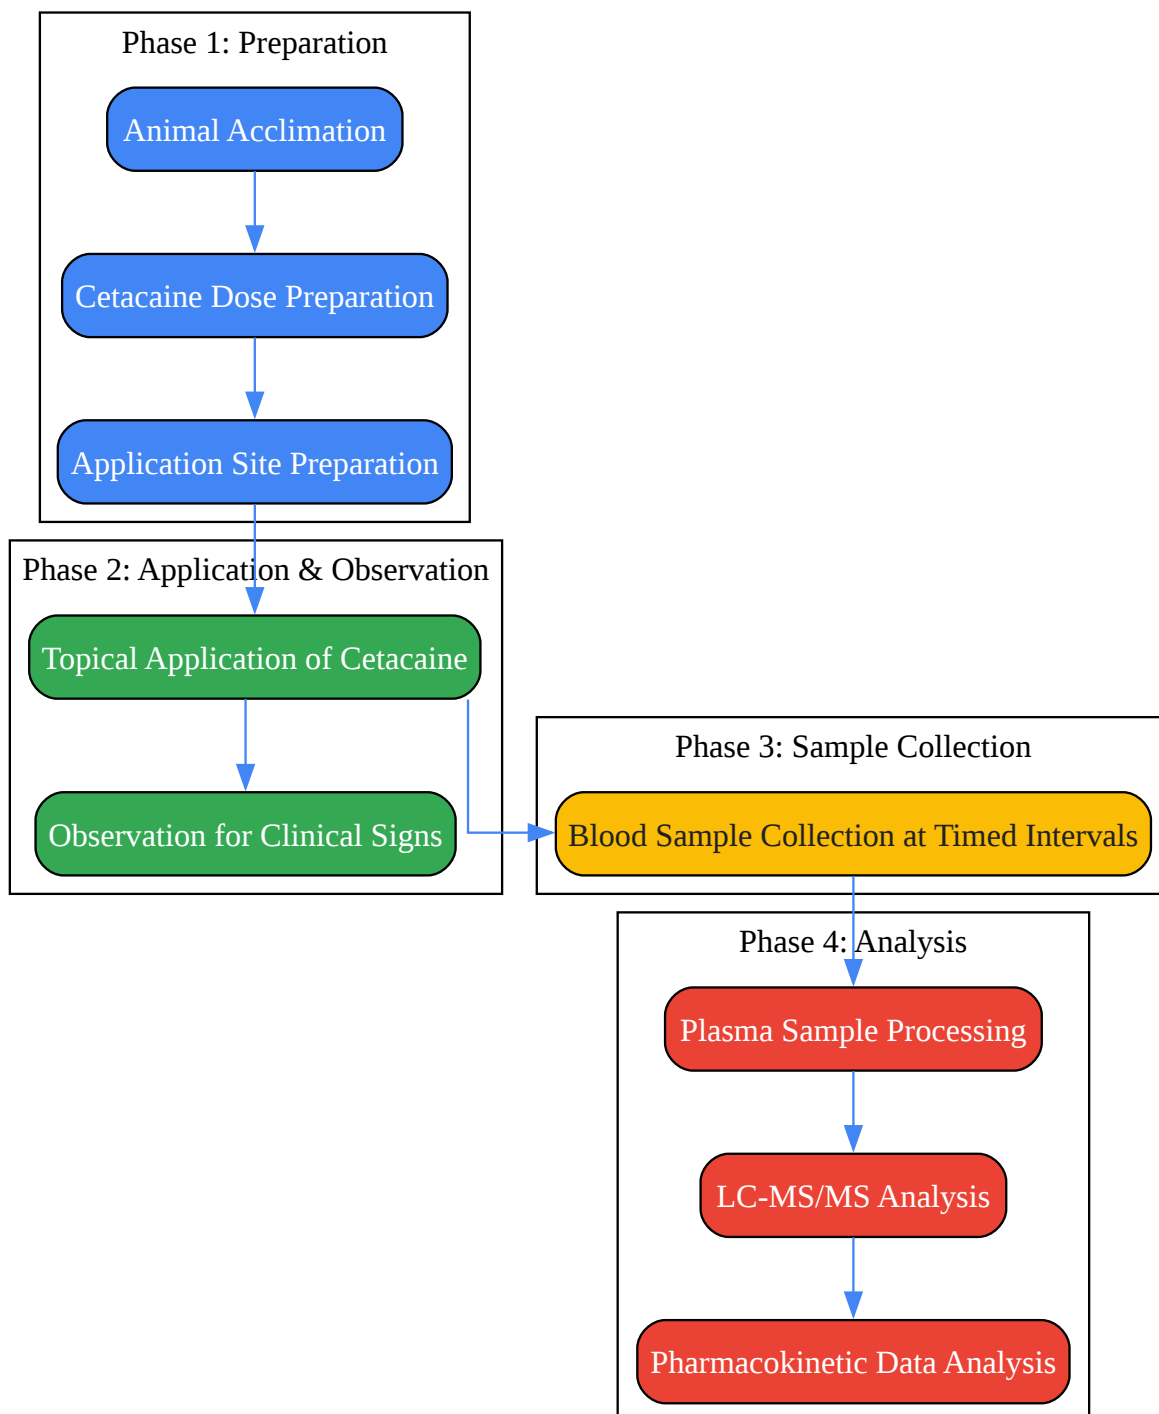 Phase 1: Preparation
Animal Acclimation
Cetacaine Dose Preparation
Application Site Preparation
Phase 2: Application & Observation
Topical Application of Cetacaine
Observation for Clinical Signs
Phase 3: Sample Collection
Blood Sample Collection at Timed Intervals
Phase 4: Analysis
Plasma Sample Processing
LC-MS/MS Analysis
Pharmacokinetic Data Analysis